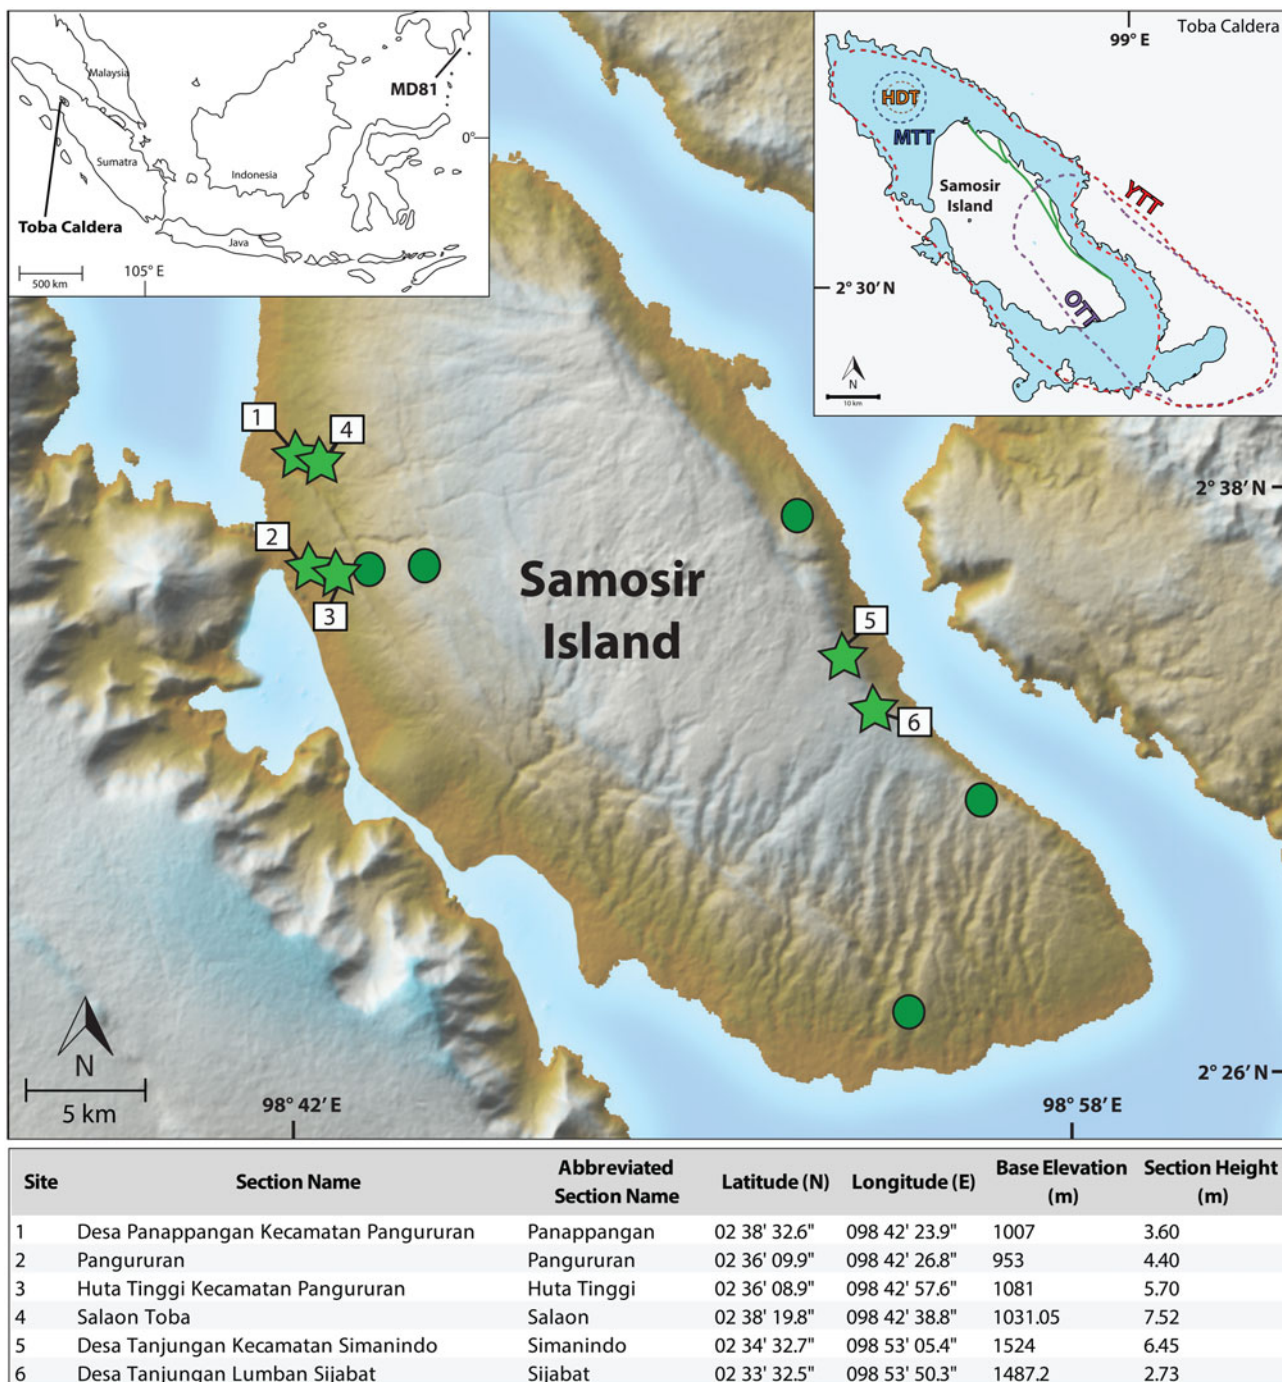 Malaysia
MD81
0°
Sumatra
Indonesia
Toba Caldera
Java
500 km
105° E
Toba Caldera
99° E
HDT
MTT
YTT
Samosir
Island
2° 30' N
OTT
N
10 km
1
4
2
3
Samosir
Island
5
6
2° 38' N
2° 26' N
N
5 km
98° 42' E
98° 58' E
Site Section Name Abbreviated Section Name Latitude (N) Longitude (E) Base Elevation (m) Section Height (m)
1 Desa Panappangan Kecamatan Pangururan Panappangan 02 38' 32.6" 098 42' 23.9" 1007 3.60
2 Pangururan Pangururan 02 36' 09.9" 098 42' 26.8" 953 4.40
3 Huta Tinggi Kecamatan Pangururan Huta Tinggi 02 36' 08.9" 098 42' 57.6" 1081 5.70
4 Salaon Toba Salaon 02 38' 19.8" 098 42' 38.8" 1031.05 7.52
5 Desa Tanjungan Kecamatan Simanindo Simanindo 02 34' 32.7" 098 53' 05.4" 1524 6.45
6 Desa Tanjungan Lumban Sijabat Sijabat 02 33' 32.5" 098 53' 50.3" 1487.2 2.73